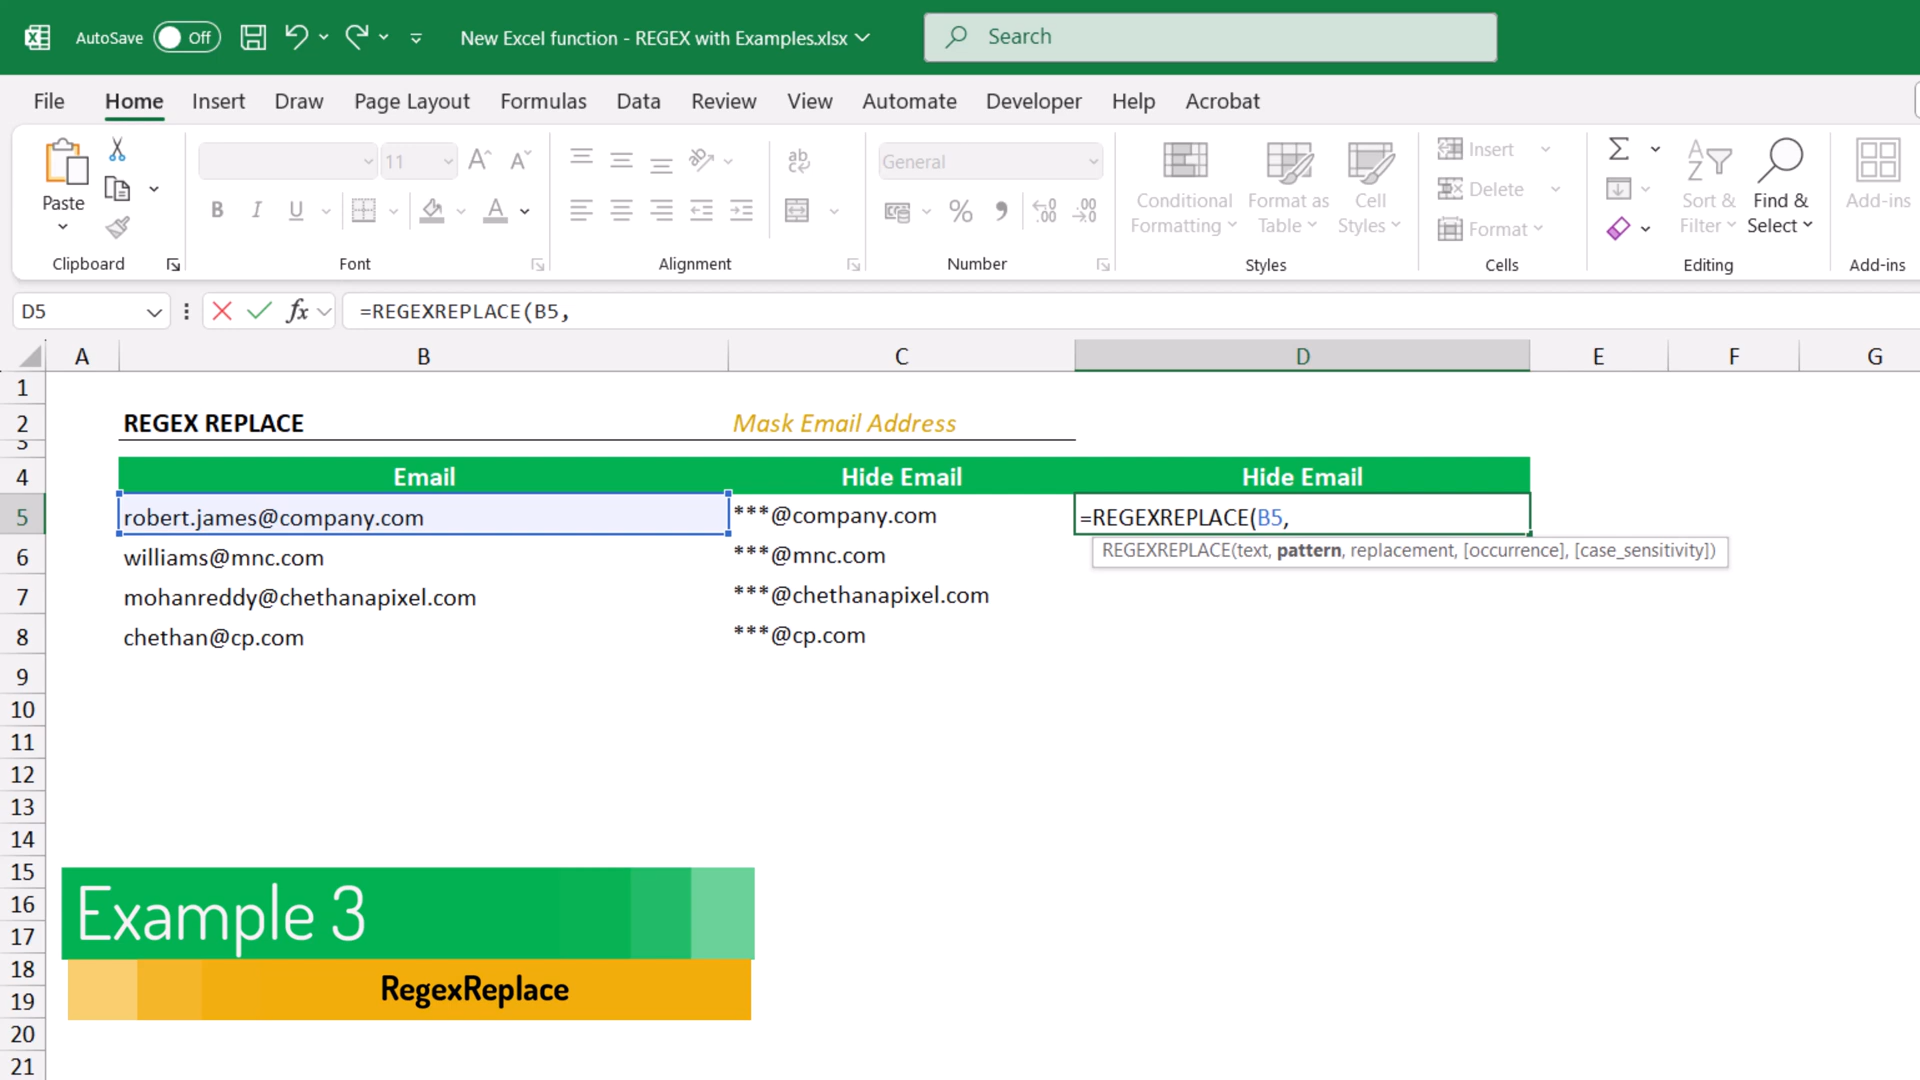 AutoSave Off New Excel function - REGEX with Examples.xlsx Search
File Home Insert Draw Page Layout Formulas Data Review View Automate Developer Help Acrobat
Paste
Clipboard
11
B I U A
Font
ab
Alignment
General
% 9 .00 .00
Number
Conditional Formatting
Format as Table
Cell Styles
Styles
Insert
Delete
Format
Cells
Sort & Filter
Find & Select
Editing
Add-ins
Add-ins
D5 fx =REGEXREPLACE(B5,
A B C D E F G
1
2 REGEX REPLACE Mask Email Address
3
4 Email Hide Email Hide Email
5 robert.james@company.com ***@company.com =REGEXREPLACE(B5,
REGEXREPLACE(text, pattern, replacement, [occurrence], [case_sensitivity])
6 williams@mnc.com ***@mnc.com
7 mohanreddy@chethanapixel.com ***@chethanapixel.com
8 chethan@cp.com ***@cp.com
9
10
11
12
13
14
15
16
17
18
19
20
21
Example 3
RegexReplace